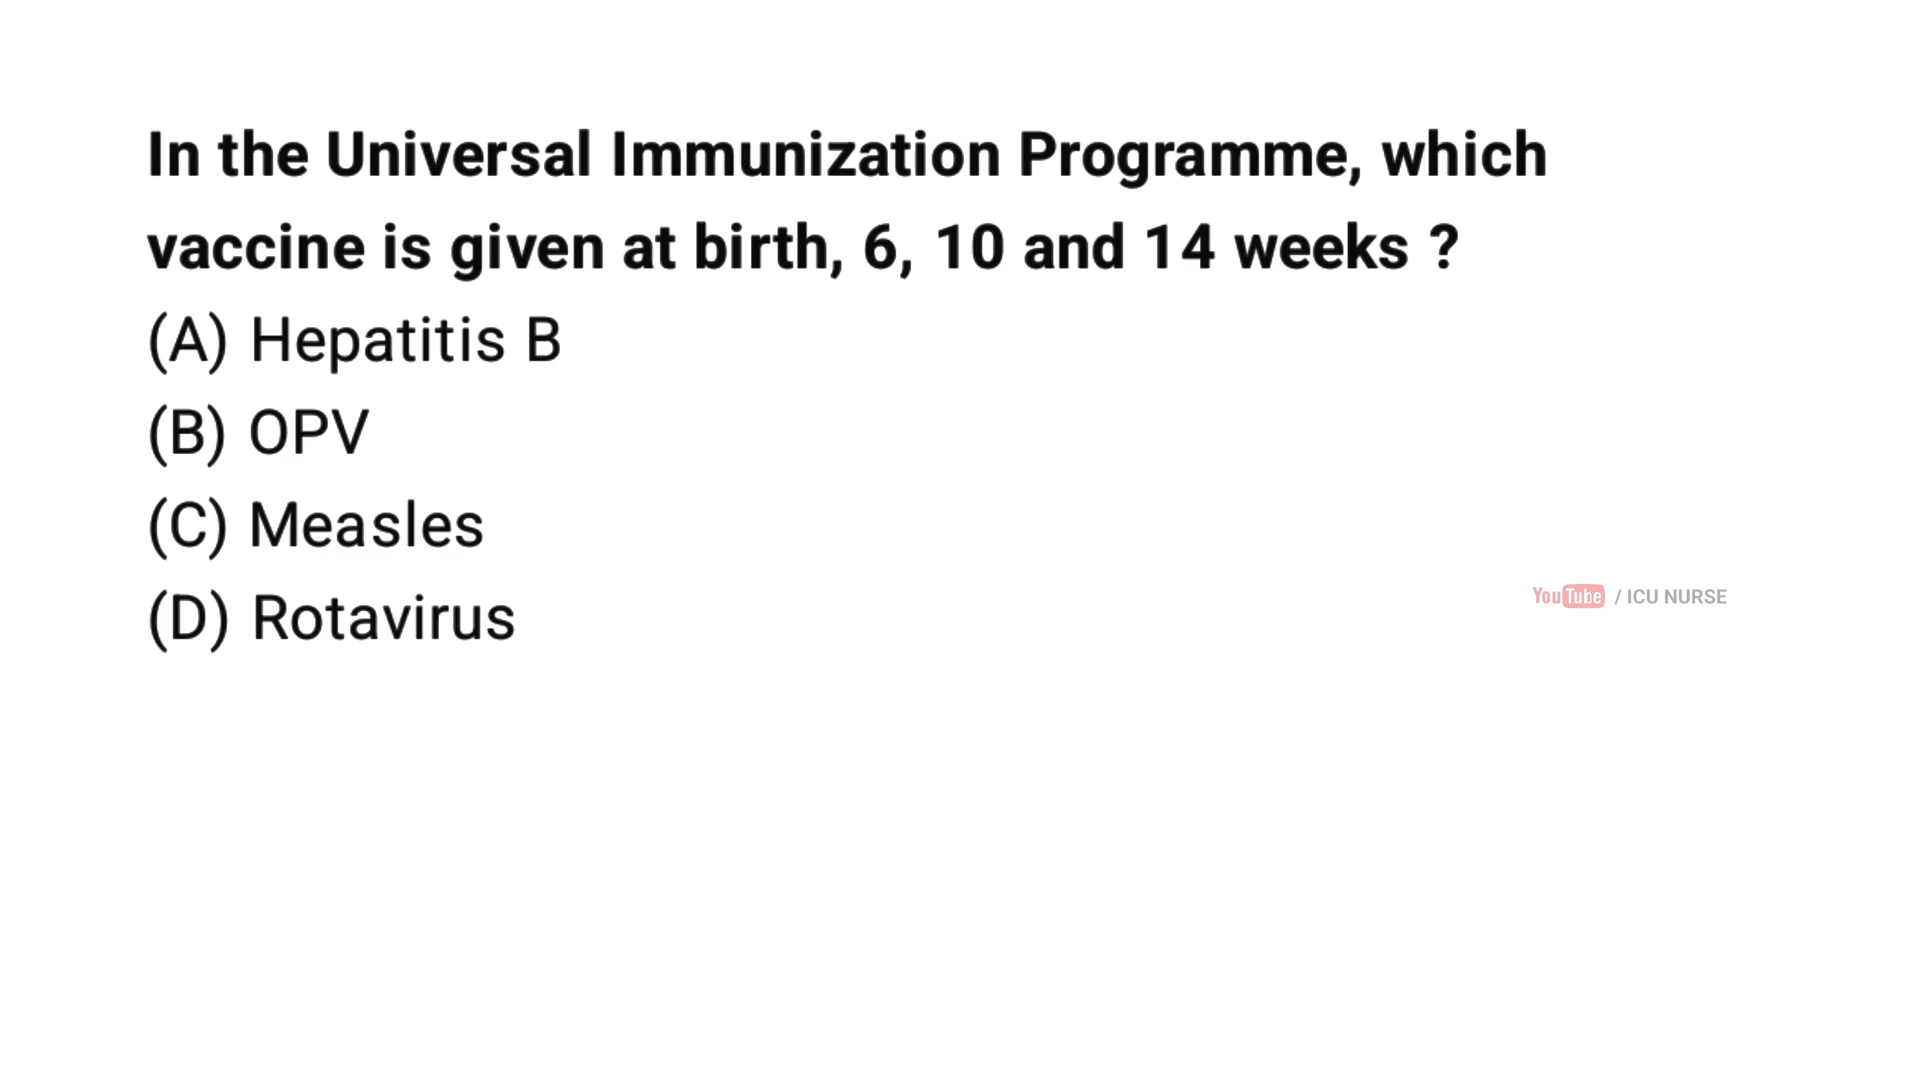 In the Universal Immunization Programme, which
vaccine is given at birth, 6, 10 and 14 weeks ?
(A) Hepatitis B
(B) OPV
(C) Measles
(D) Rotavirus
YouTube / ICU NURSE